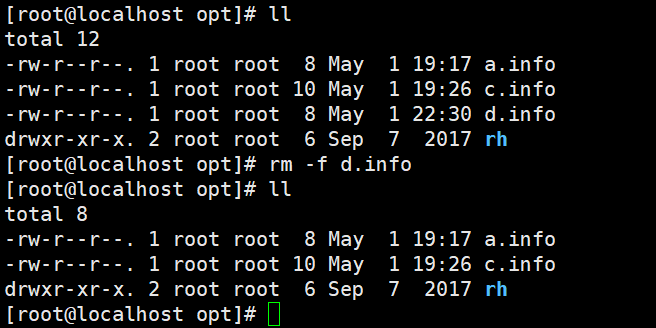 [root@localhost opt]# ll
total 12
-rw-r--r--. 1 root root  8 May  1 19:17 a.info
-rw-r--r--. 1 root root 10 May  1 19:26 c.info
-rw-r--r--. 1 root root  8 May  1 22:30 d.info
drwxr-xr-x. 2 root root  6 Sep  7  2017 rh
[root@localhost opt]# rm -f d.info
[root@localhost opt]# ll
total 8
-rw-r--r--. 1 root root  8 May  1 19:17 a.info
-rw-r--r--. 1 root root 10 May  1 19:26 c.info
drwxr-xr-x. 2 root root  6 Sep  7  2017 rh
[root@localhost opt]#